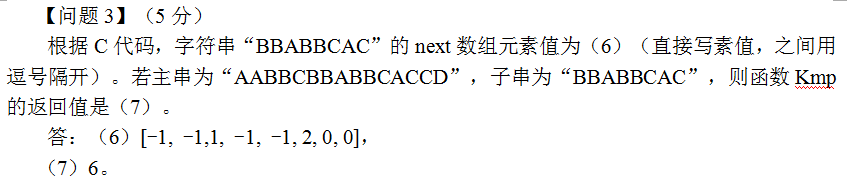 【问题 3】（5 分）
根据 C 代码，字符串“BBABBCAC”的 next 数组元素值为（6）（直接写素值，之间用
逗号隔开）。若主串为“AABBCBBABBCACCD”，子串为“BBABBCAC”，则函数 Kmp
的返回值是（7）。
答：（6）[−1, −1,1, −1, −1, 2, 0, 0]，
（7）6。